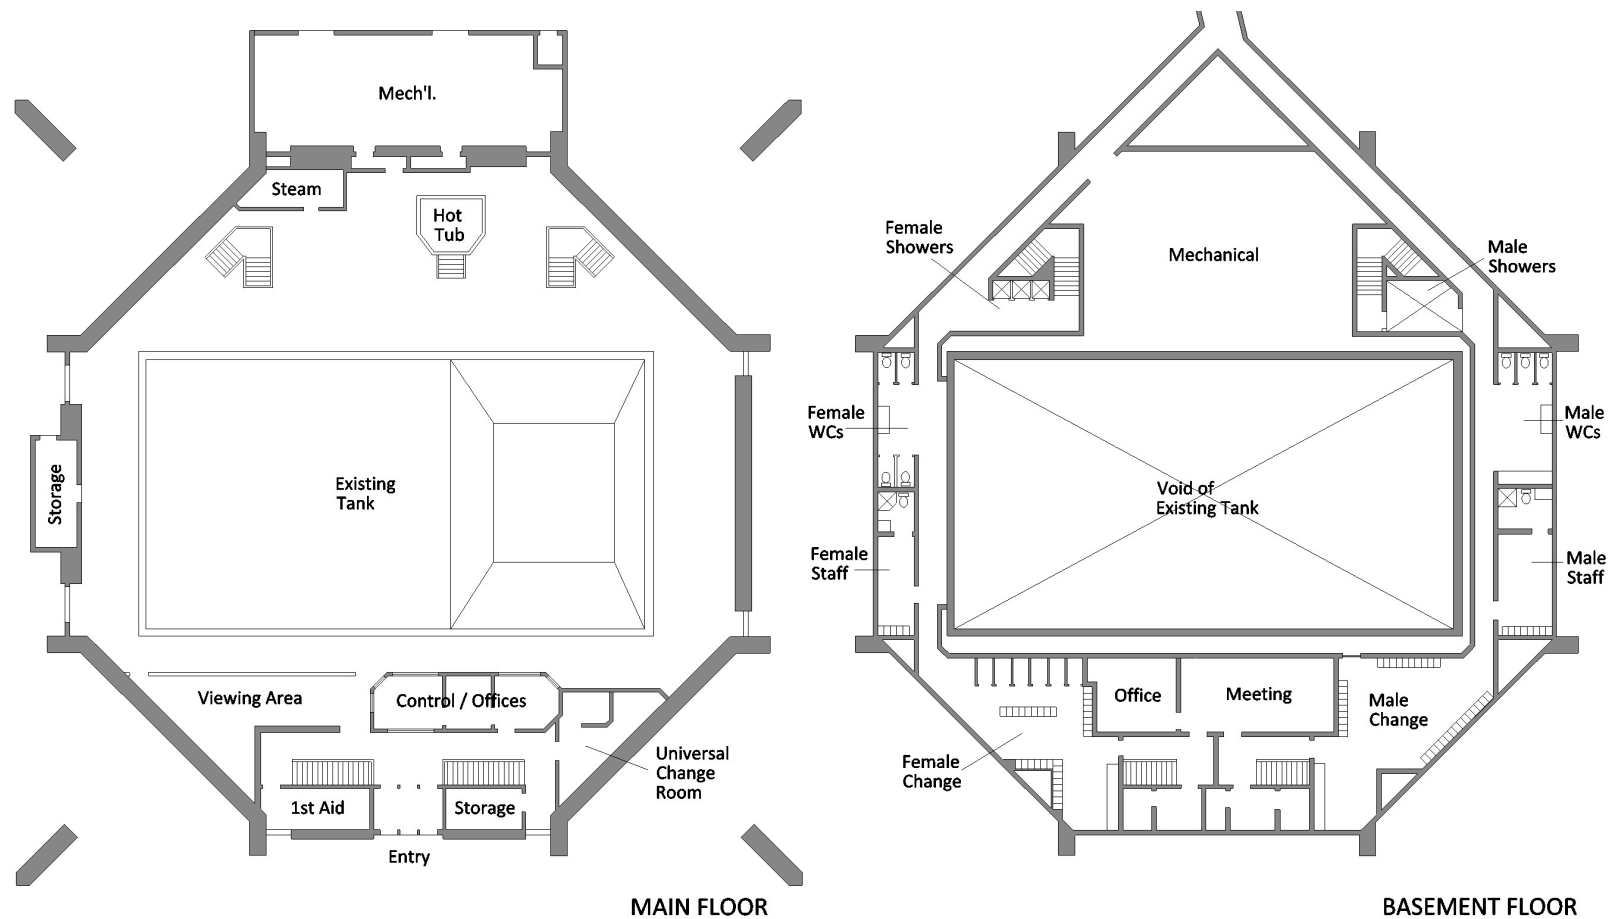 Mech'l.
Steam
Hot
Tub
Storage
Existing
Tank
Viewing Area
Control / Offices
Universal
Change
Room
1st Aid
Storage
Entry
MAIN FLOOR
Female
Showers
Mechanical
Male
Showers
Female
WCs
Male
WCs
Void of
Existing Tank
Female
Staff
Male
Staff
Office
Meeting
Male
Change
Female
Change
BASEMENT FLOOR